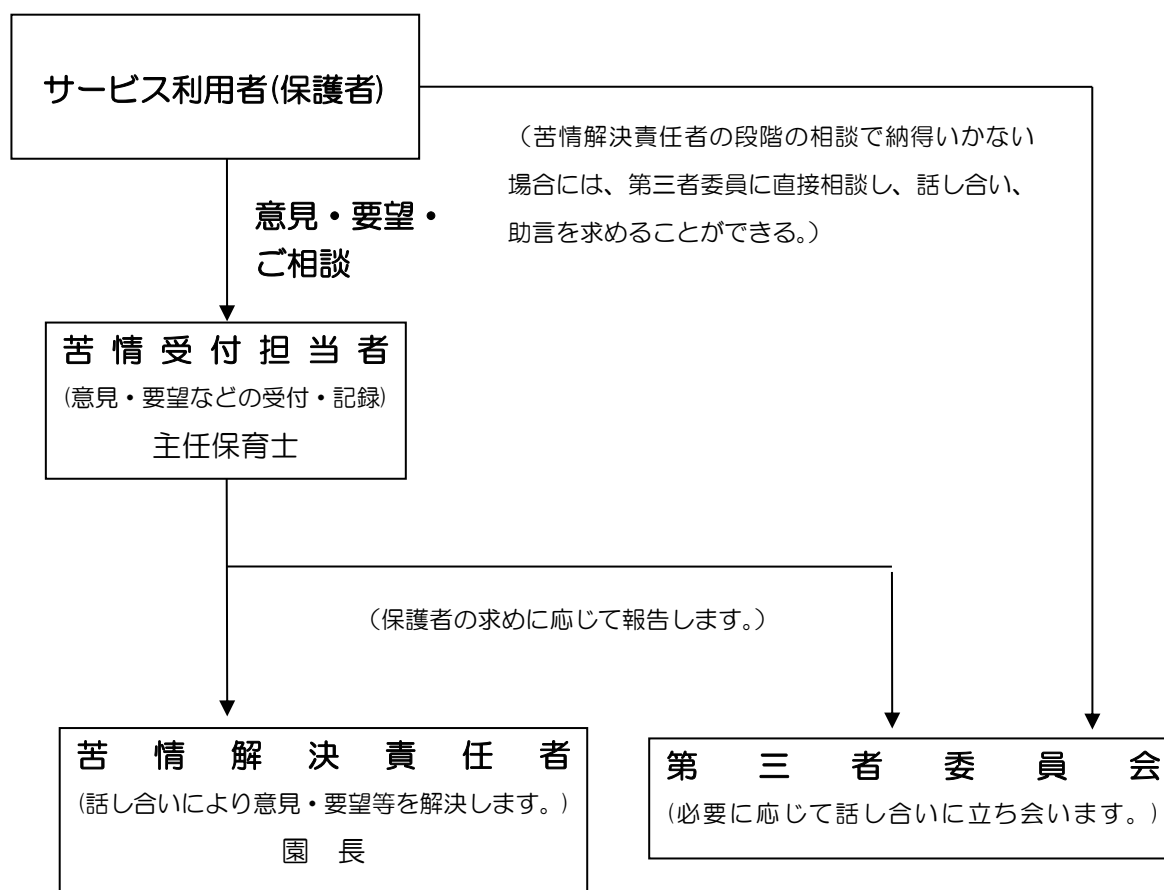 サービス利用者(保護者)
(苦情解決責任者の段階の相談で納得いかない
場合には、第三者委員に直接相談し、話し合い、
助言を求めることができる。)
意見・要望・
ご相談
苦情受付担当者
(意見・要望などの受付・記録)
主任保育士
(保護者の求めに応じて報告します。)
苦情解決責任者
(話し合いにより意見・要望等を解決します。)
園 長
第三者委員会
(必要に応じて話し合いに立ち会います。)